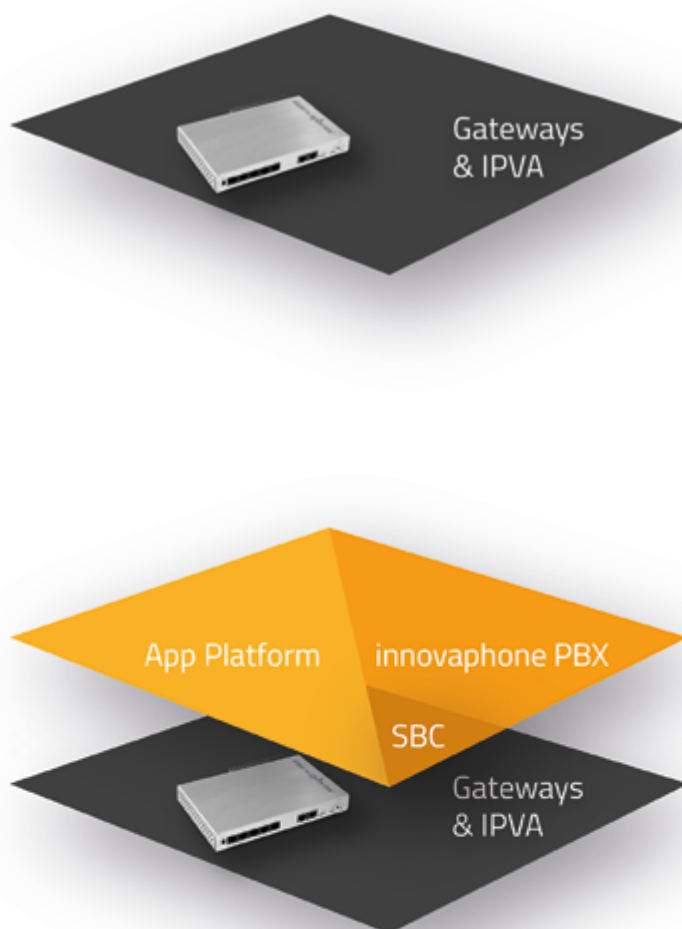 Gateways
& IPVA
App Platform
innovaphone PBX
SBC
Gateways
& IPVA